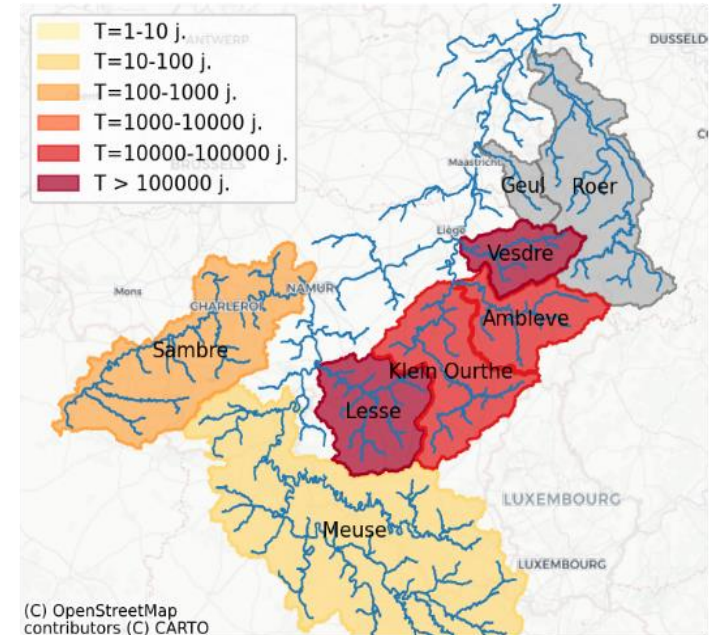 T=1-10 j.
T=10-100 j.
T=100-1000 j.
T=1000-10000 j.
T=10000-100000 j.
T > 100000 j.
ANTWERP
BRUSSELS
DUSSELD
Maastricht
Geul
Roer
Liège
Vesdre
Mons
NAMUR
CHARLEROI
Ambleve
Sambre
Klein Ourthe
Lesse
LUXEMBOURG
Meuse
LUXEMBOURG
(C) OpenStreetMap
contributors (C) CARTO